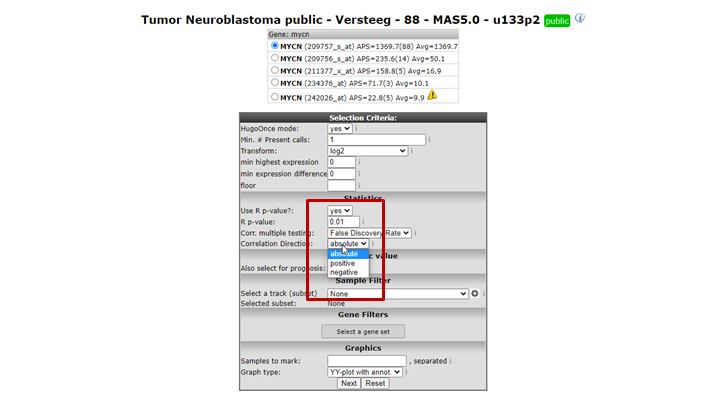 Tumor Neuroblastoma public - Versteeg - 88 - MAS5.0 - u133p2 public i
Gene: mycn
MYCN (209757_s_at) APS=1369.7(88) Avg=1369.7
MYCN (209756_s_at) APS=235.6(14) Avg=50.1
MYCN (211377_x_at) APS=158.8(5) Avg=16.9
MYCN (234376_at) APS=71.7(3) Avg=10.1
MYCN (242026_at) APS=22.8(5) Avg=9.9
Selection Criteria:
HugoOnce mode: yes i
Min. # Present calls: 1 i
Transform: log2 i
min highest expression 0 i
min expression difference 0 i
floor i
Statistics
Use R p-value?: yes i
R p-value: 0.01 i
Corr. multiple testing: False Discovery Rate i
Correlation Direction: absolute i
absolute
positive
negative
value
Also select for prognosis:
Sample Filter
Select a track (subset) None i
Selected subset: None
Gene Filters
Select a gene set
Graphics
Samples to mark: , separated i
Graph type: YY-plot with annot. i
Next Reset